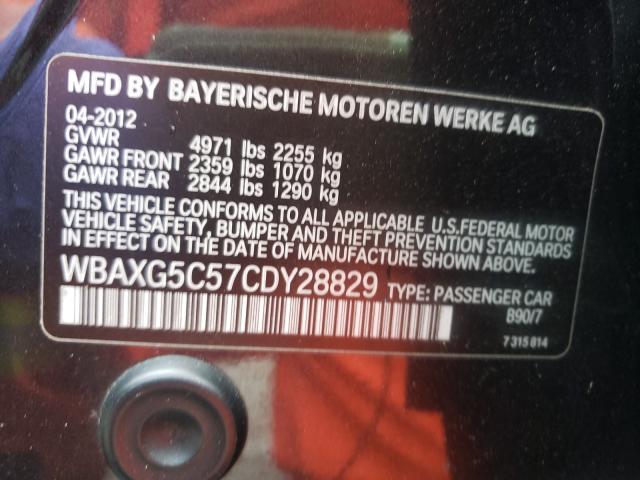 MFD BY BAYERISCHE MOTOREN WERKE AG
04-2012
GVWR 4971 lbs 2255 kg
GAWR FRONT 2359 lbs 1070 kg
GAWR REAR 2844 lbs 1290 kg
THIS VEHICLE CONFORMS TO ALL APPLICABLE U.S.FEDERAL MOTOR
VEHICLE SAFETY, BUMPER AND THEFT PREVENTION STANDARDS
IN EFFECT ON THE DATE OF MANUFACTURE SHOWN ABOVE.
WBAXG5C57CDY28829 TYPE: PASSENGER CAR
B90/7
7 315 814